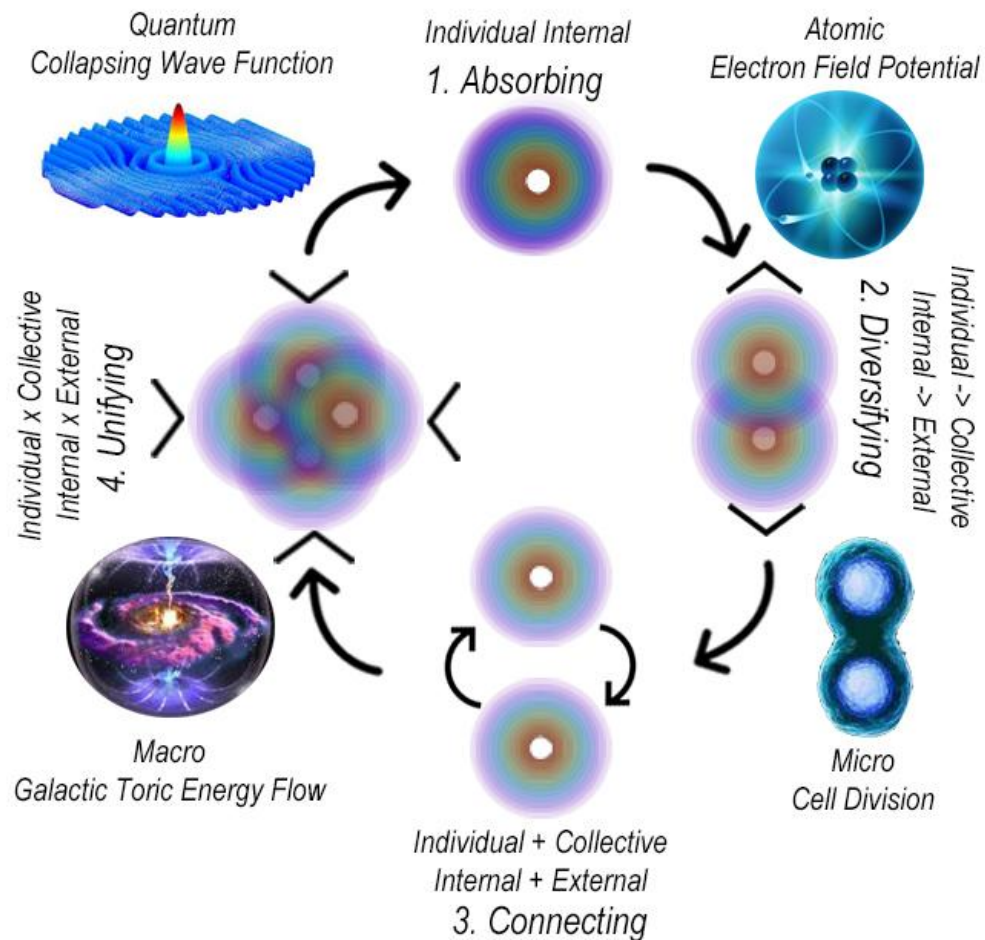 Quantum
Collapsing Wave Function
Individual Internal
1. Absorbing
Atomic
Electron Field Potential
Individual -> Collective
Internal -> External
2. Diversifying
Micro
Cell Division
Individual + Collective
Internal + External
3. Connecting
Macro
Galactic Toric Energy Flow
Individual x Collective
Internal x External
4. Unifying